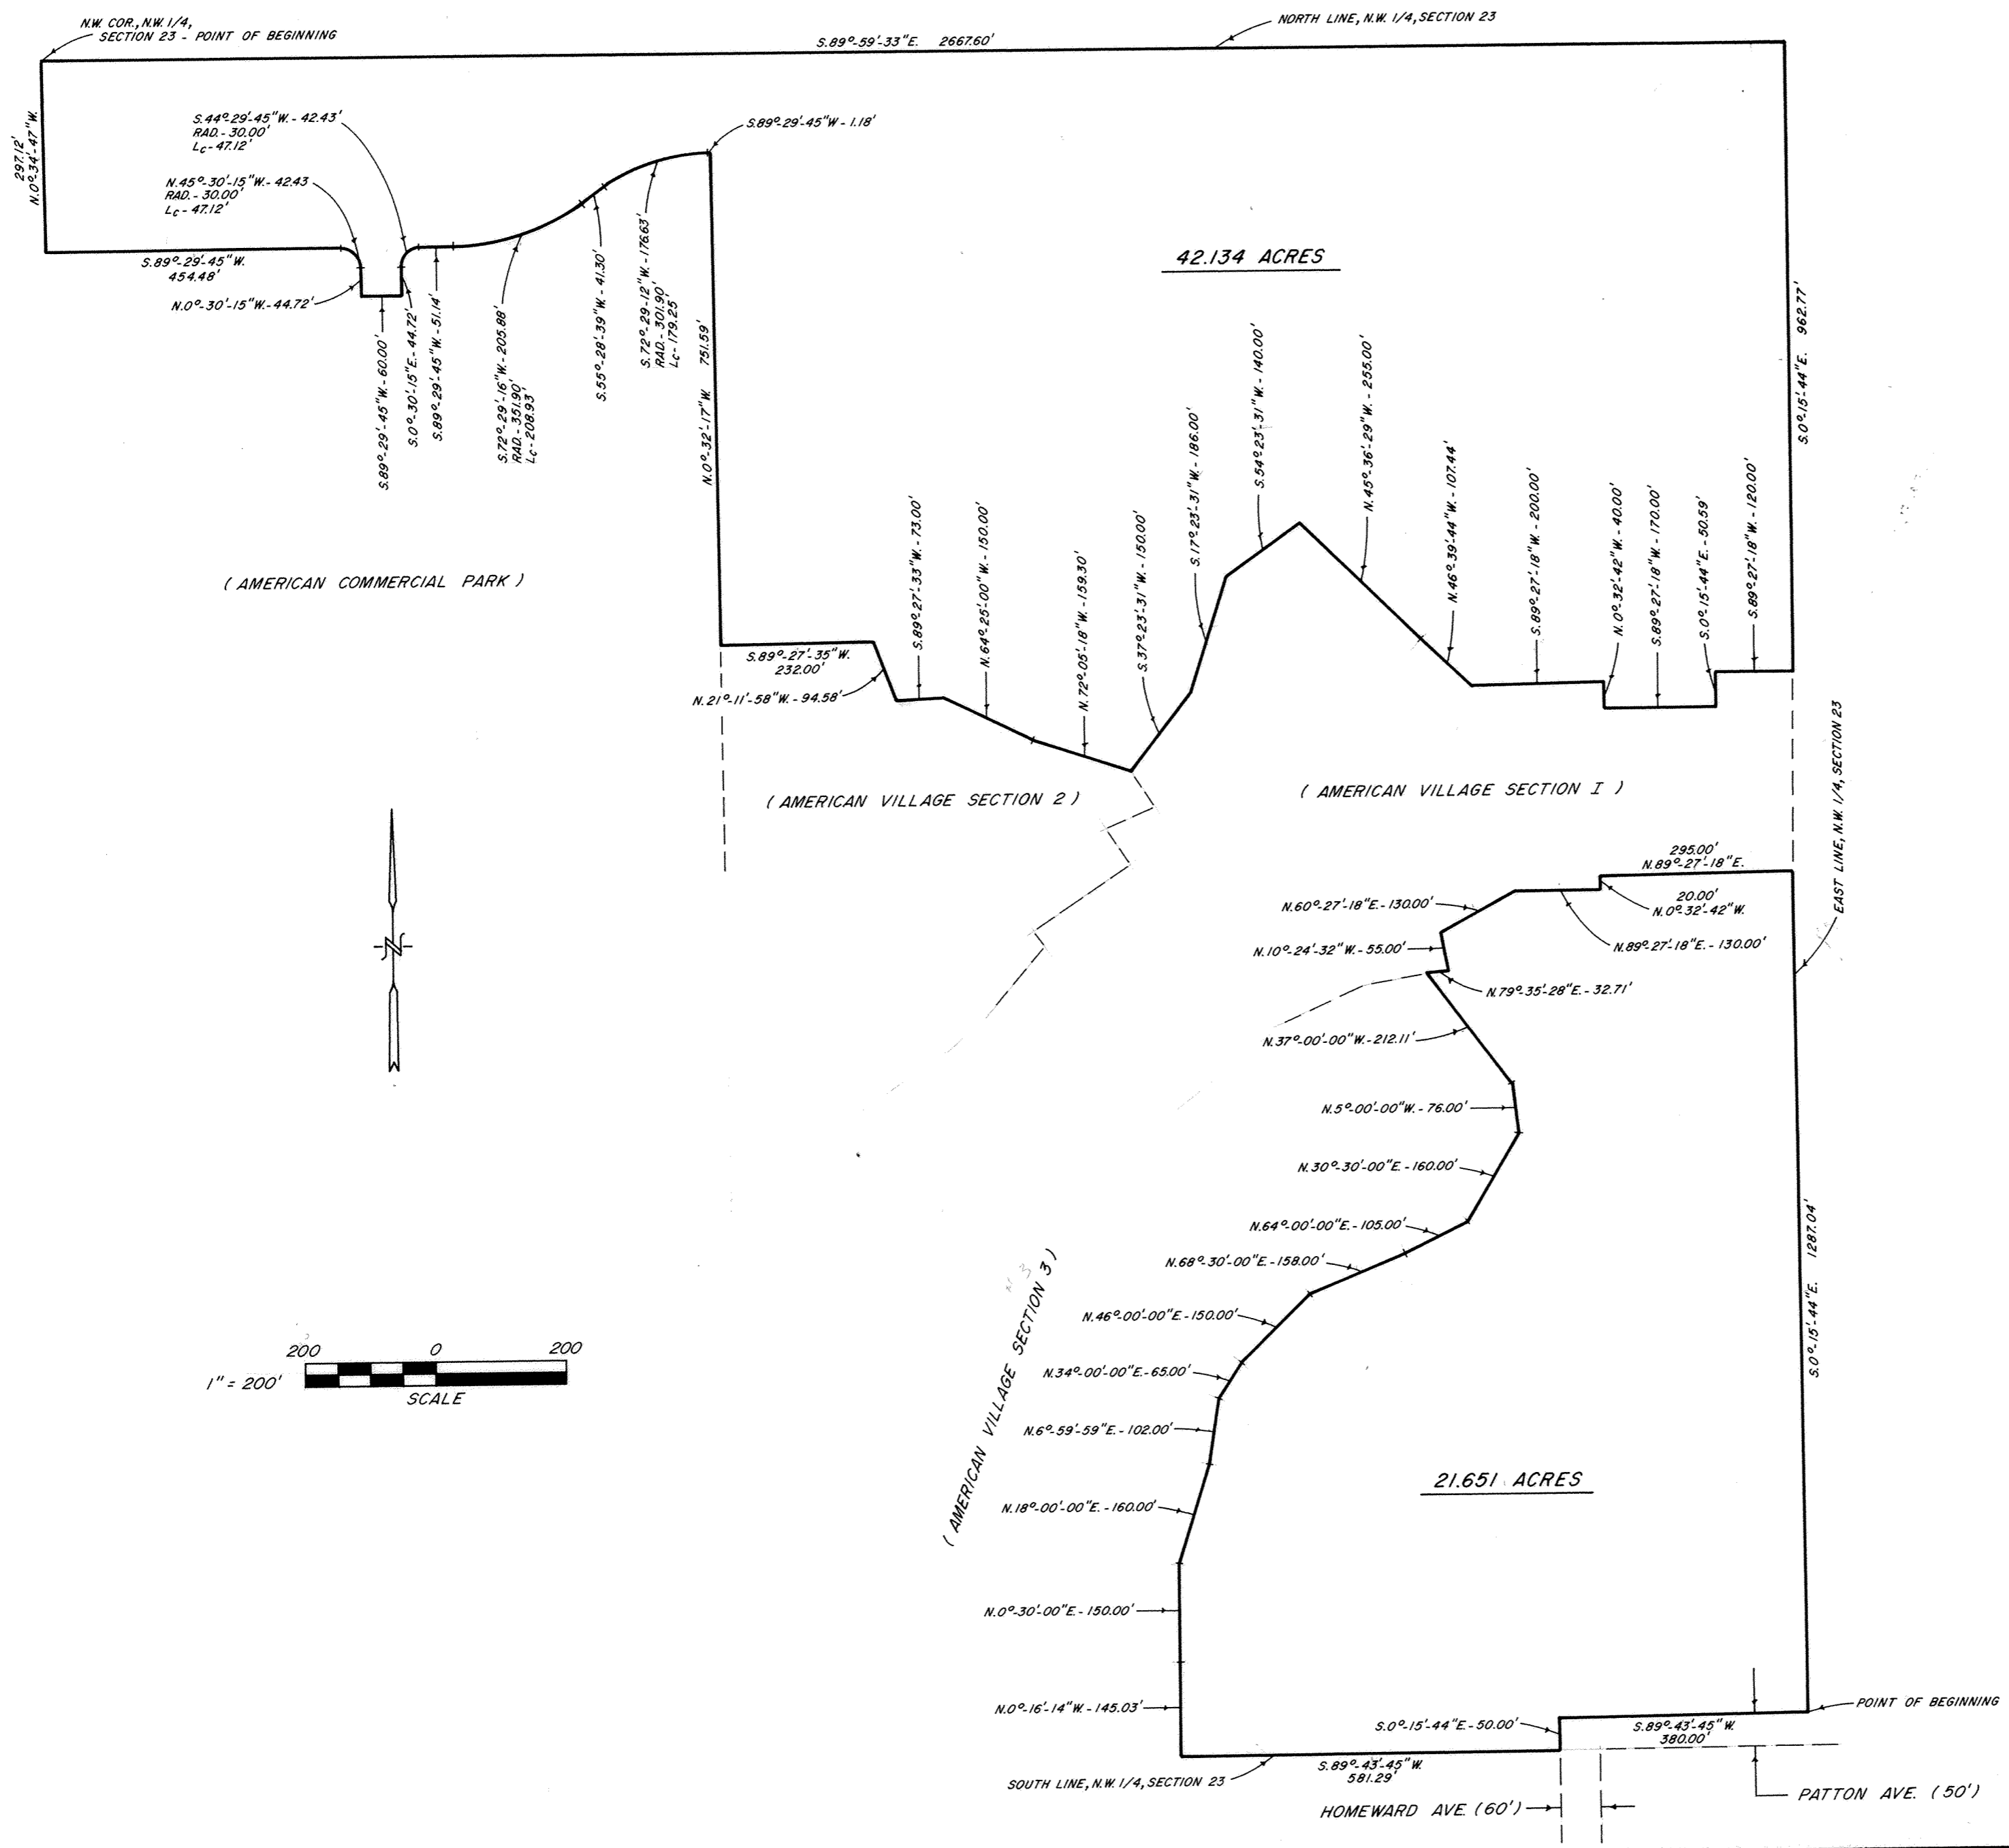 N.W. COR., N.W. 1/4,
SECTION 23 - POINT OF BEGINNING
NORTH LINE, N.W. 1/4, SECTION 23
S.89°-59'-33"E. 2667.60'
297.12'
N.0°-34'-47"W.
S.44°-29'-45"W. - 42.43'
RAD. - 30.00'
Lc - 47.12'
N.45°-30'-15"W. - 42.43
RAD. - 30.00'
Lc - 47.12'
S.89°-29'-45"W.
454.48'
N.0°-30'-15"W. - 44.72'
S.89°-29'-45"W. - 60.00'
S.0°-30'-15"E. - 44.72'
S.89°-29'-45"W. - 51.14'
S.72°-29'-16"W. - 205.88'
RAD. - 351.90'
Lc - 208.93'
S.55°-28'-39"W. - 41.30'
S.72°-29'-12"W. - 176.63'
RAD. - 301.90'
Lc - 179.25'
S.89°-29'-45"W - 1.18'
N.0°-32'-17"W. 751.59'
42.134 ACRES
S.0°-15'-44"E. 962.77'
( AMERICAN COMMERCIAL PARK )
S.89°-27'-35"W.
232.00'
N.21°-11'-58"W. - 94.58'
S.89°-27'-33"W. - 73.00'
N.64°-25'-00"W. - 150.00'
N.72°-05'-18"W. - 159.30'
S.37°-23'-31"W. - 150.00'
S.17°-23'-31"W. - 186.00'
S.54°-23'-31"W. - 140.00'
N.45°-36'-29"W. - 255.00'
N.46°-39'-44"W. - 107.44'
S.89°-27'-18"W. - 200.00'
N.0°-32'-42"W. - 40.00'
S.89°-27'-18"W. - 170.00'
S.0°-15'-44"E. - 50.59'
S.89°-27'-18"W. - 120.00'
( AMERICAN VILLAGE SECTION 2 )
( AMERICAN VILLAGE SECTION I )
EAST LINE, N.W. 1/4, SECTION 23
295.00'
N.89°-27'-18"E.
20.00'
N.0°-32'-42"W.
N.60°-27'-18"E. - 130.00'
N.89°-27'-18"E. - 130.00'
N.10°-24'-32"W. - 55.00'
N.79°-35'-28"E. - 32.71'
N
N.37°-00'-00"W. - 212.11'
N.5°-00'-00"W. - 76.00'
N.30°-30'-00"E. - 160.00'
N.64°-00'-00"E. - 105.00'
N.68°-30'-00"E. - 158.00'
N.46°-00'-00"E. - 150.00'
N.34°-00'-00"E. - 65.00'
N.6°-59'-59"E. - 102.00'
N.18°-00'-00"E. - 160.00'
N.0°-30'-00"E. - 150.00'
N.0°-16'-14"W. - 145.03'
( AMERICAN VILLAGE SECTION 3 )
S.0°-15'-44"E. 1287.04'
200 0 200
1" = 200'
SCALE
21.651 ACRES
POINT OF BEGINNING
S.0°-15'-44"E. - 50.00'
S.89°-43'-45"W.
380.00'
S.89°-43'-45"W.
581.29'
SOUTH LINE, N.W. 1/4, SECTION 23
HOMEWARD AVE. (60')
PATTON AVE. (50')